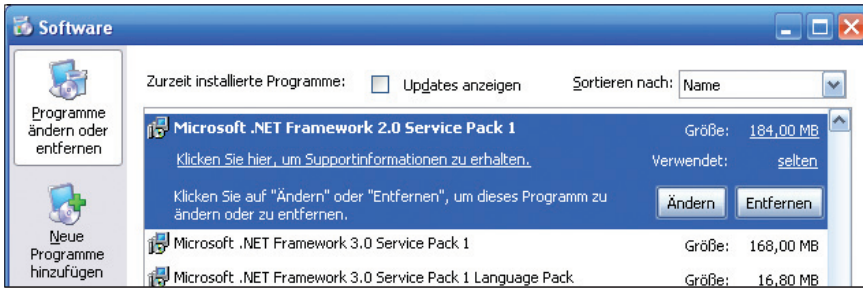 Software
Zurzeit installierte Programme: Updates anzeigen Sortieren nach: Name
Programme
ändern oder
entfernen
Microsoft .NET Framework 2.0 Service Pack 1 Größe: 184,00 MB
Klicken Sie hier, um Supportinformationen zu erhalten. Verwendet: selten
Klicken Sie auf "Ändern" oder "Entfernen", um dieses Programm zu
ändern oder zu entfernen.
Ändern Entfernen
Neue
Programme
hinzufügen
Microsoft .NET Framework 3.0 Service Pack 1 Größe: 168,00 MB
Microsoft .NET Framework 3.0 Service Pack 1 Language Pack Größe: 16,80 MB